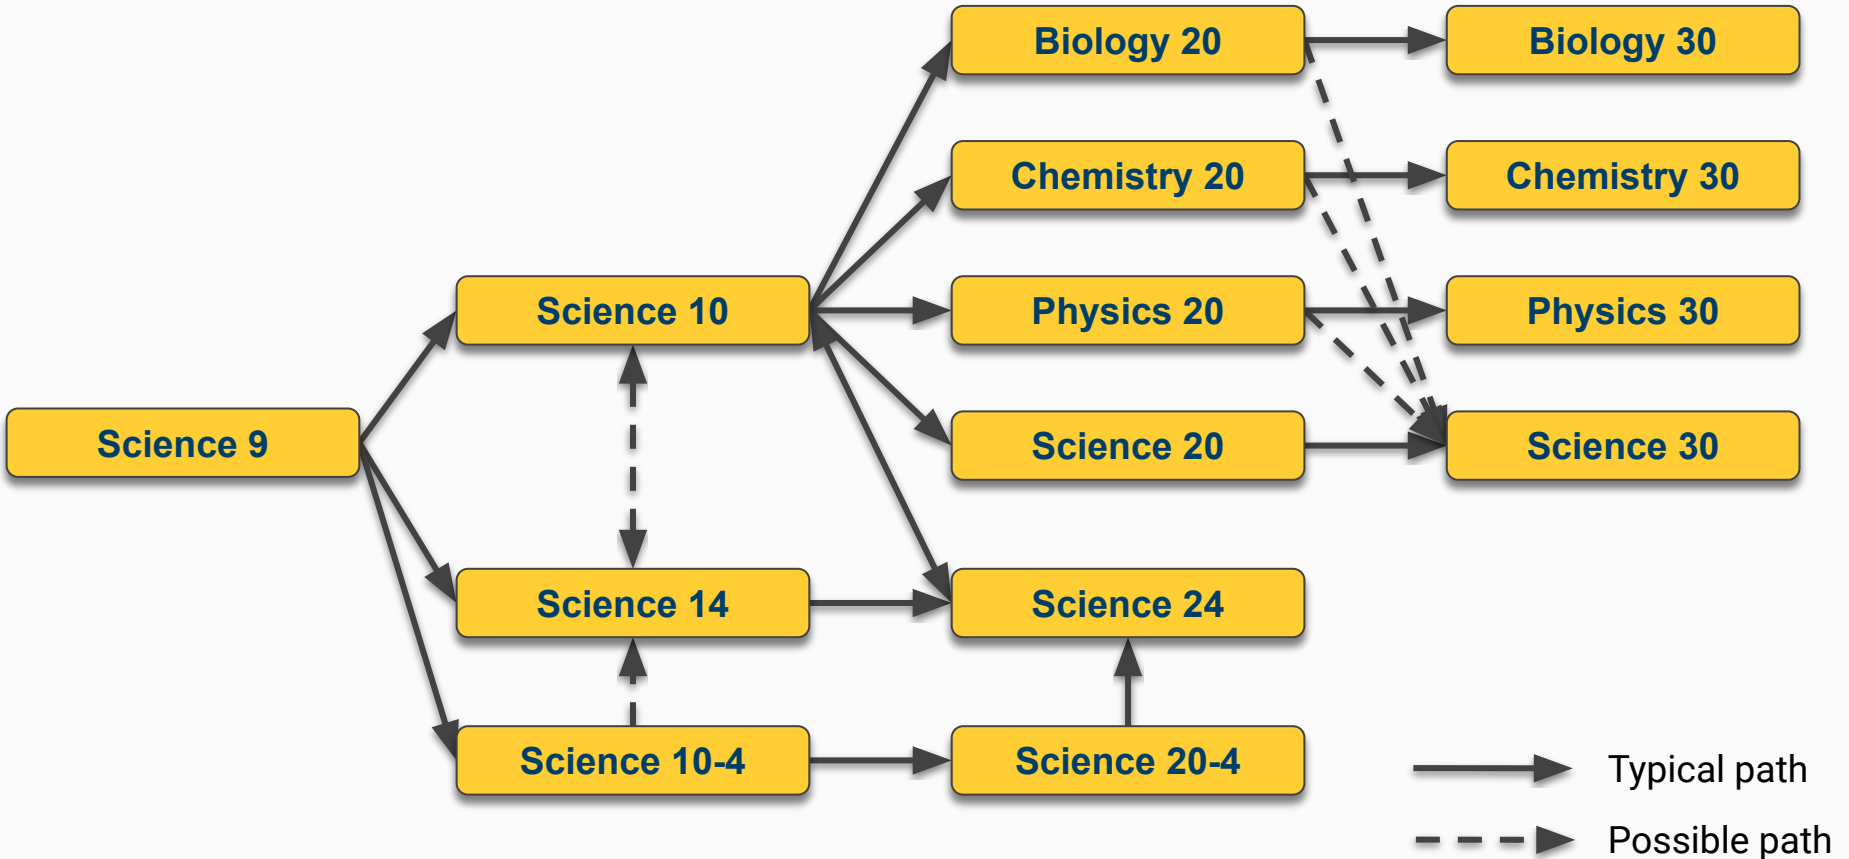 Biology 20
Biology 30
Chemistry 20
Chemistry 30
Science 10
Physics 20
Physics 30
Science 9
Science 20
Science 30
Science 14
Science 24
Science 10-4
Science 20-4
Typical path
Possible path